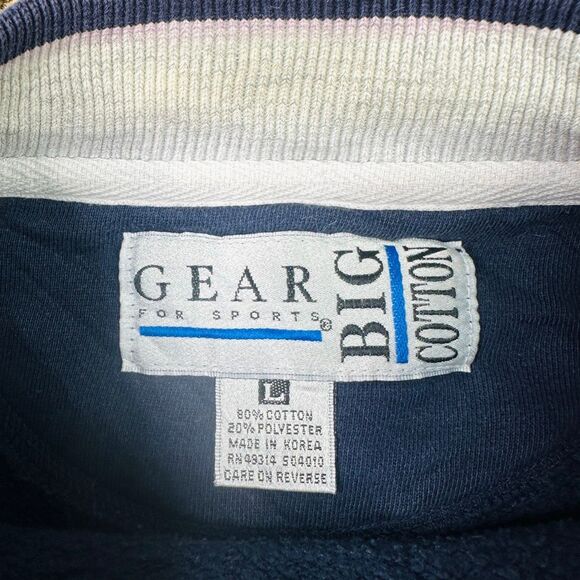 GEAR
FOR SPORTS®
BIG
COTTON
L
80% COTTON
20% POLYESTER
MADE IN KOREA
RN49314 S04010
CARE ON REVERSE